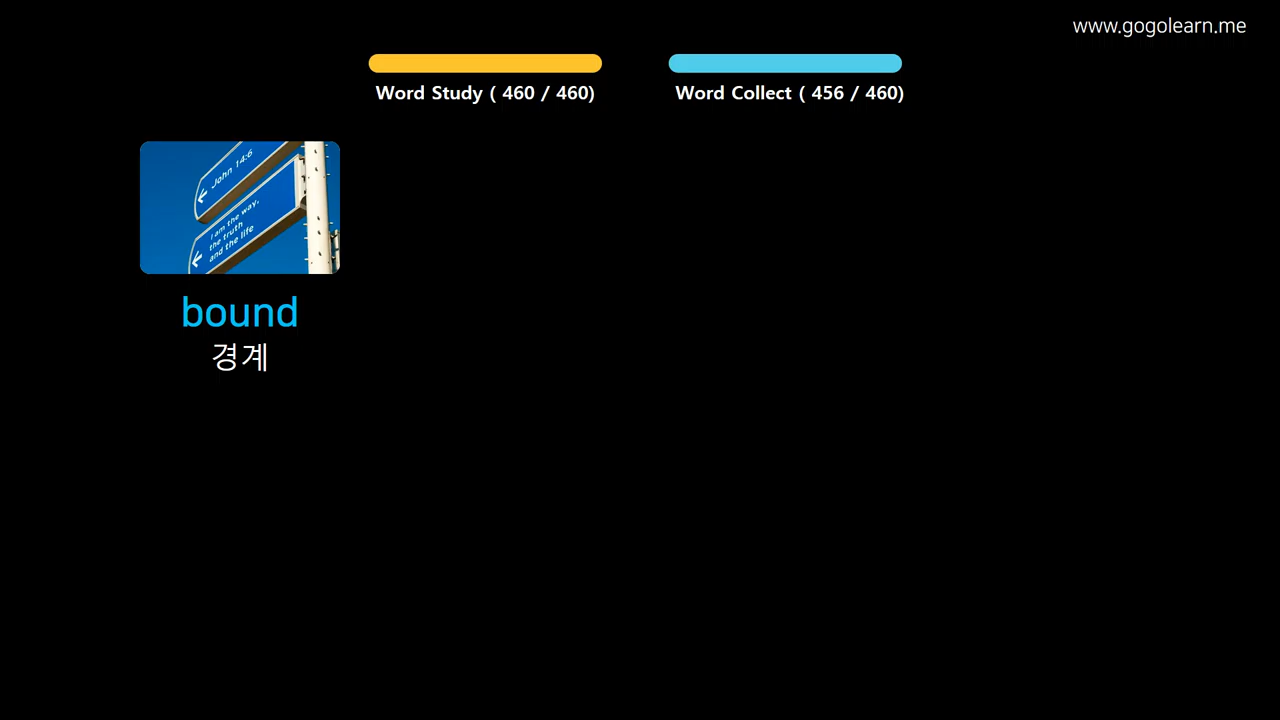 www.gogolearn.me
Word Study ( 460 / 460)
Word Collect ( 456 / 460)
John 14:6
I am the way,
the truth
and the life
bound
경계